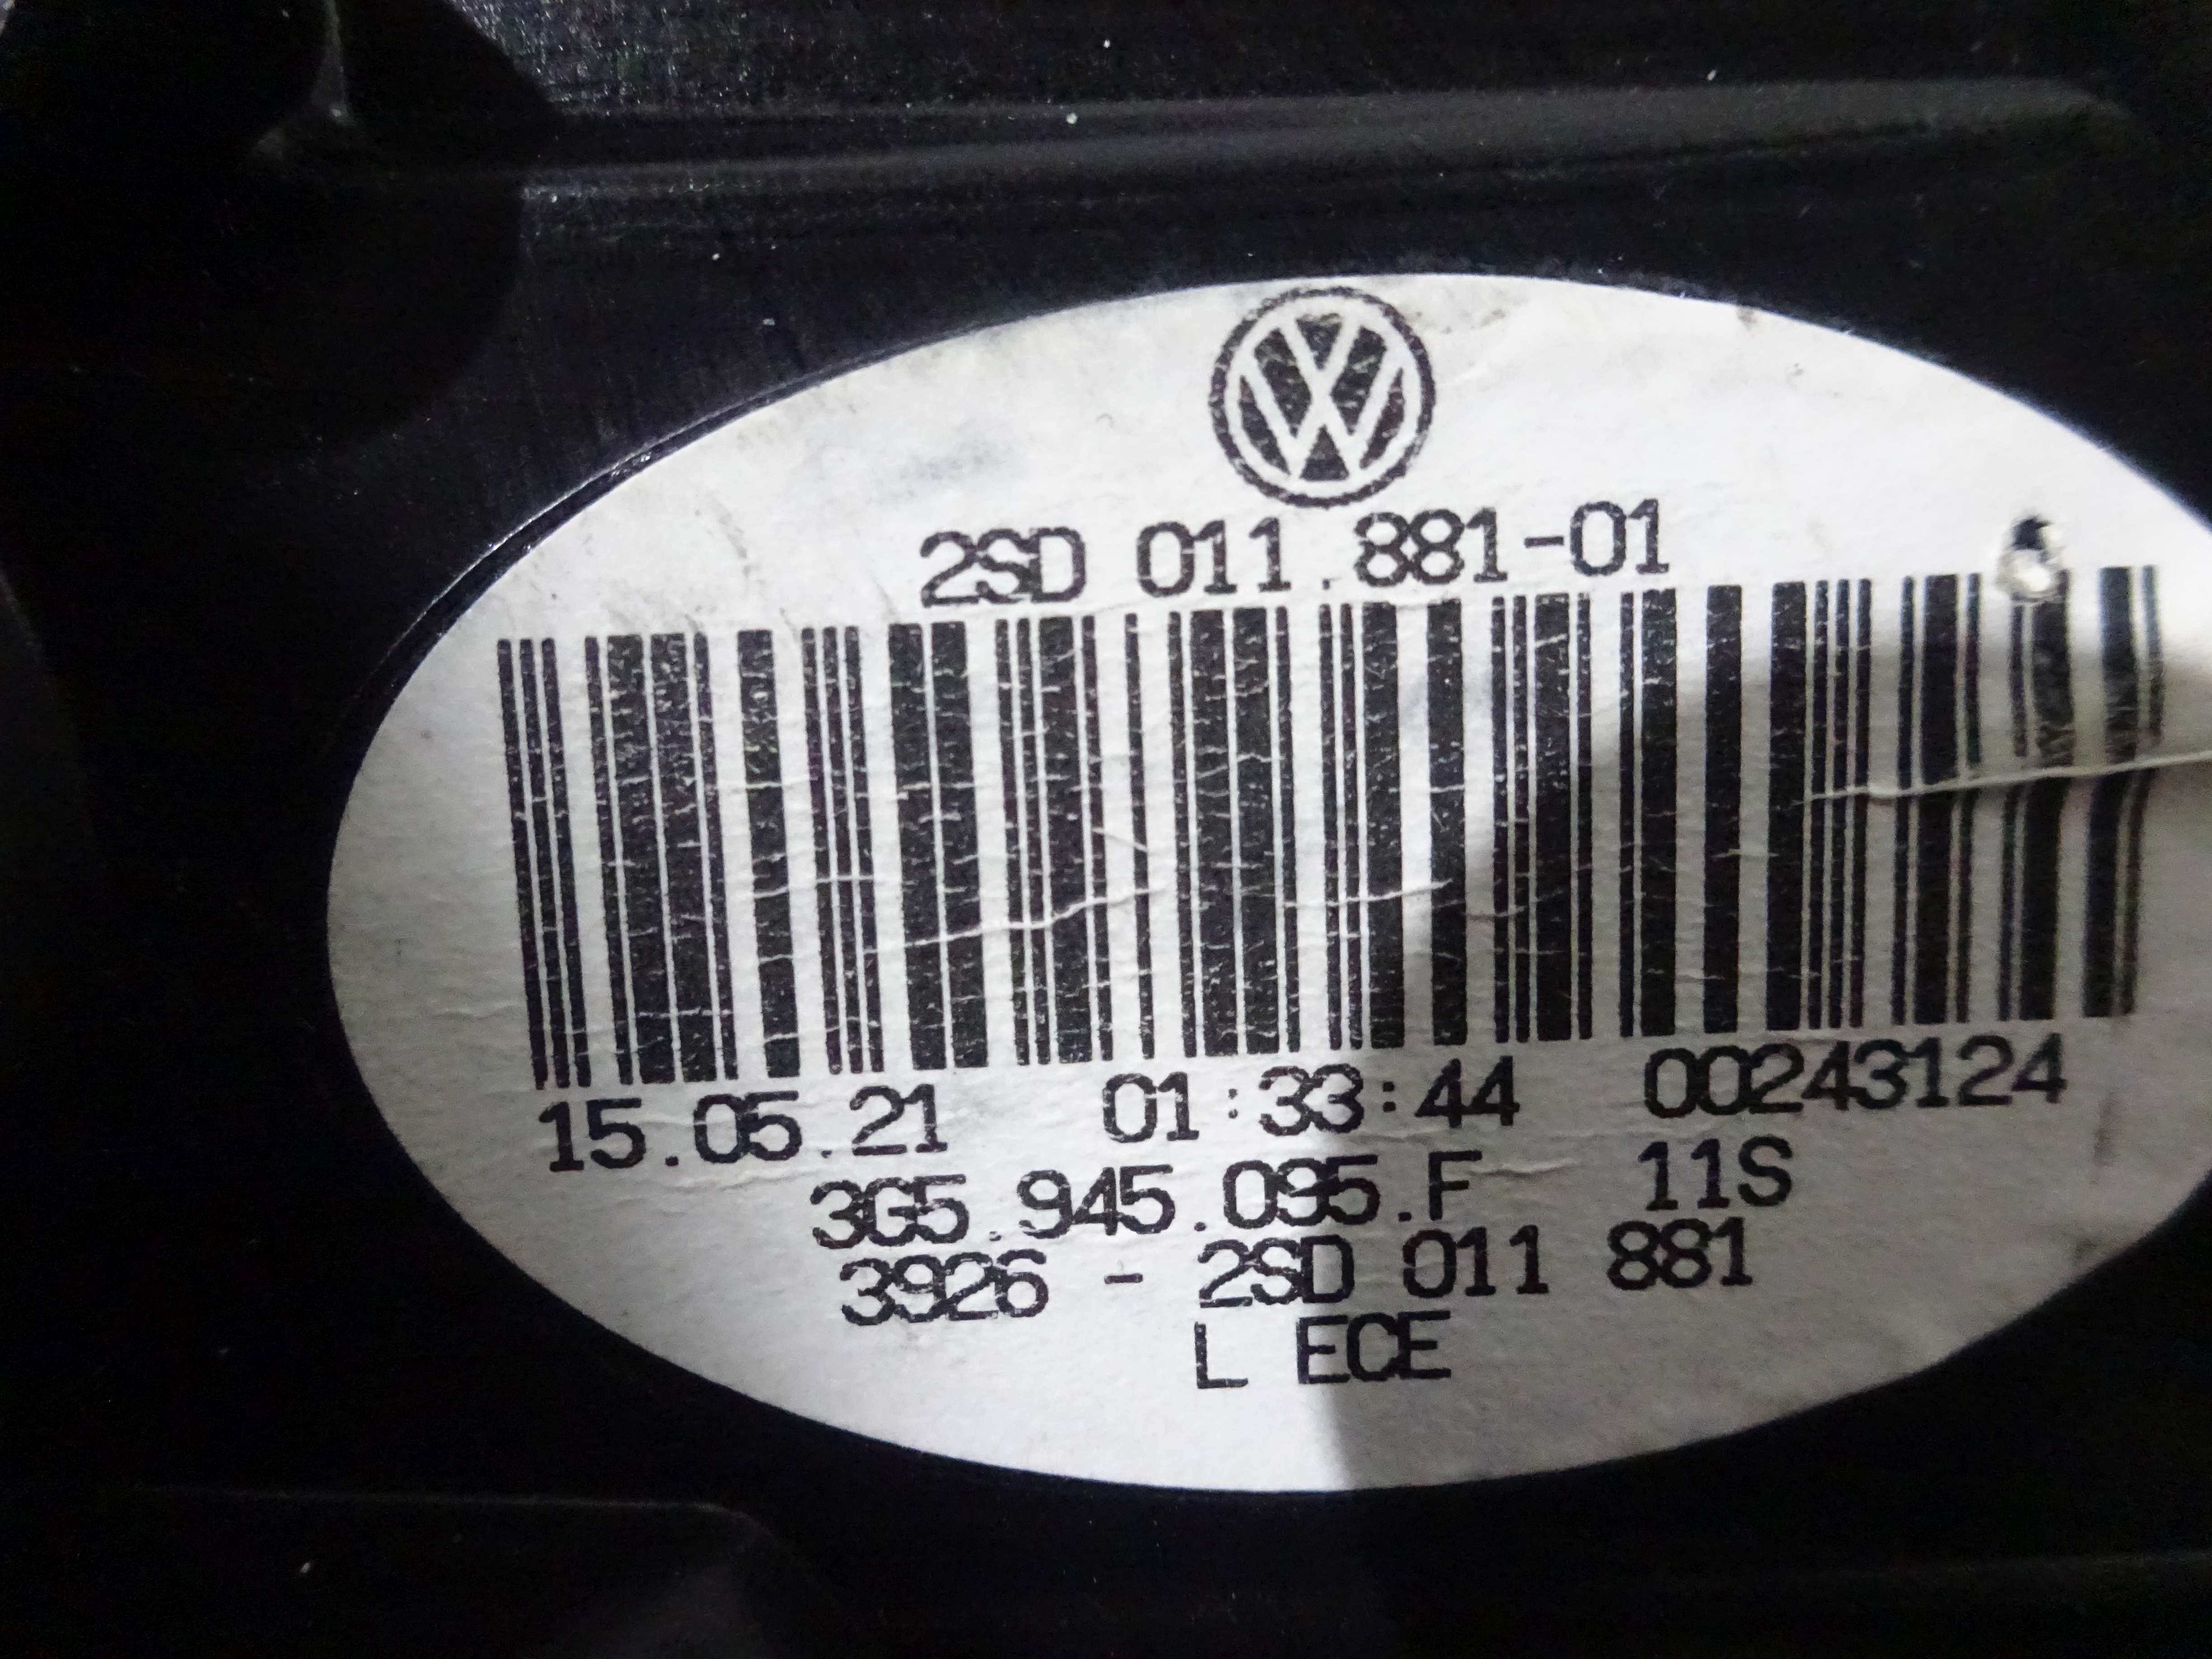 2SD 011.881-01
15.05.21 01:33:44 00243124
3G5.945.095.F 11S
3926 - 2SD 011 881
L ECE